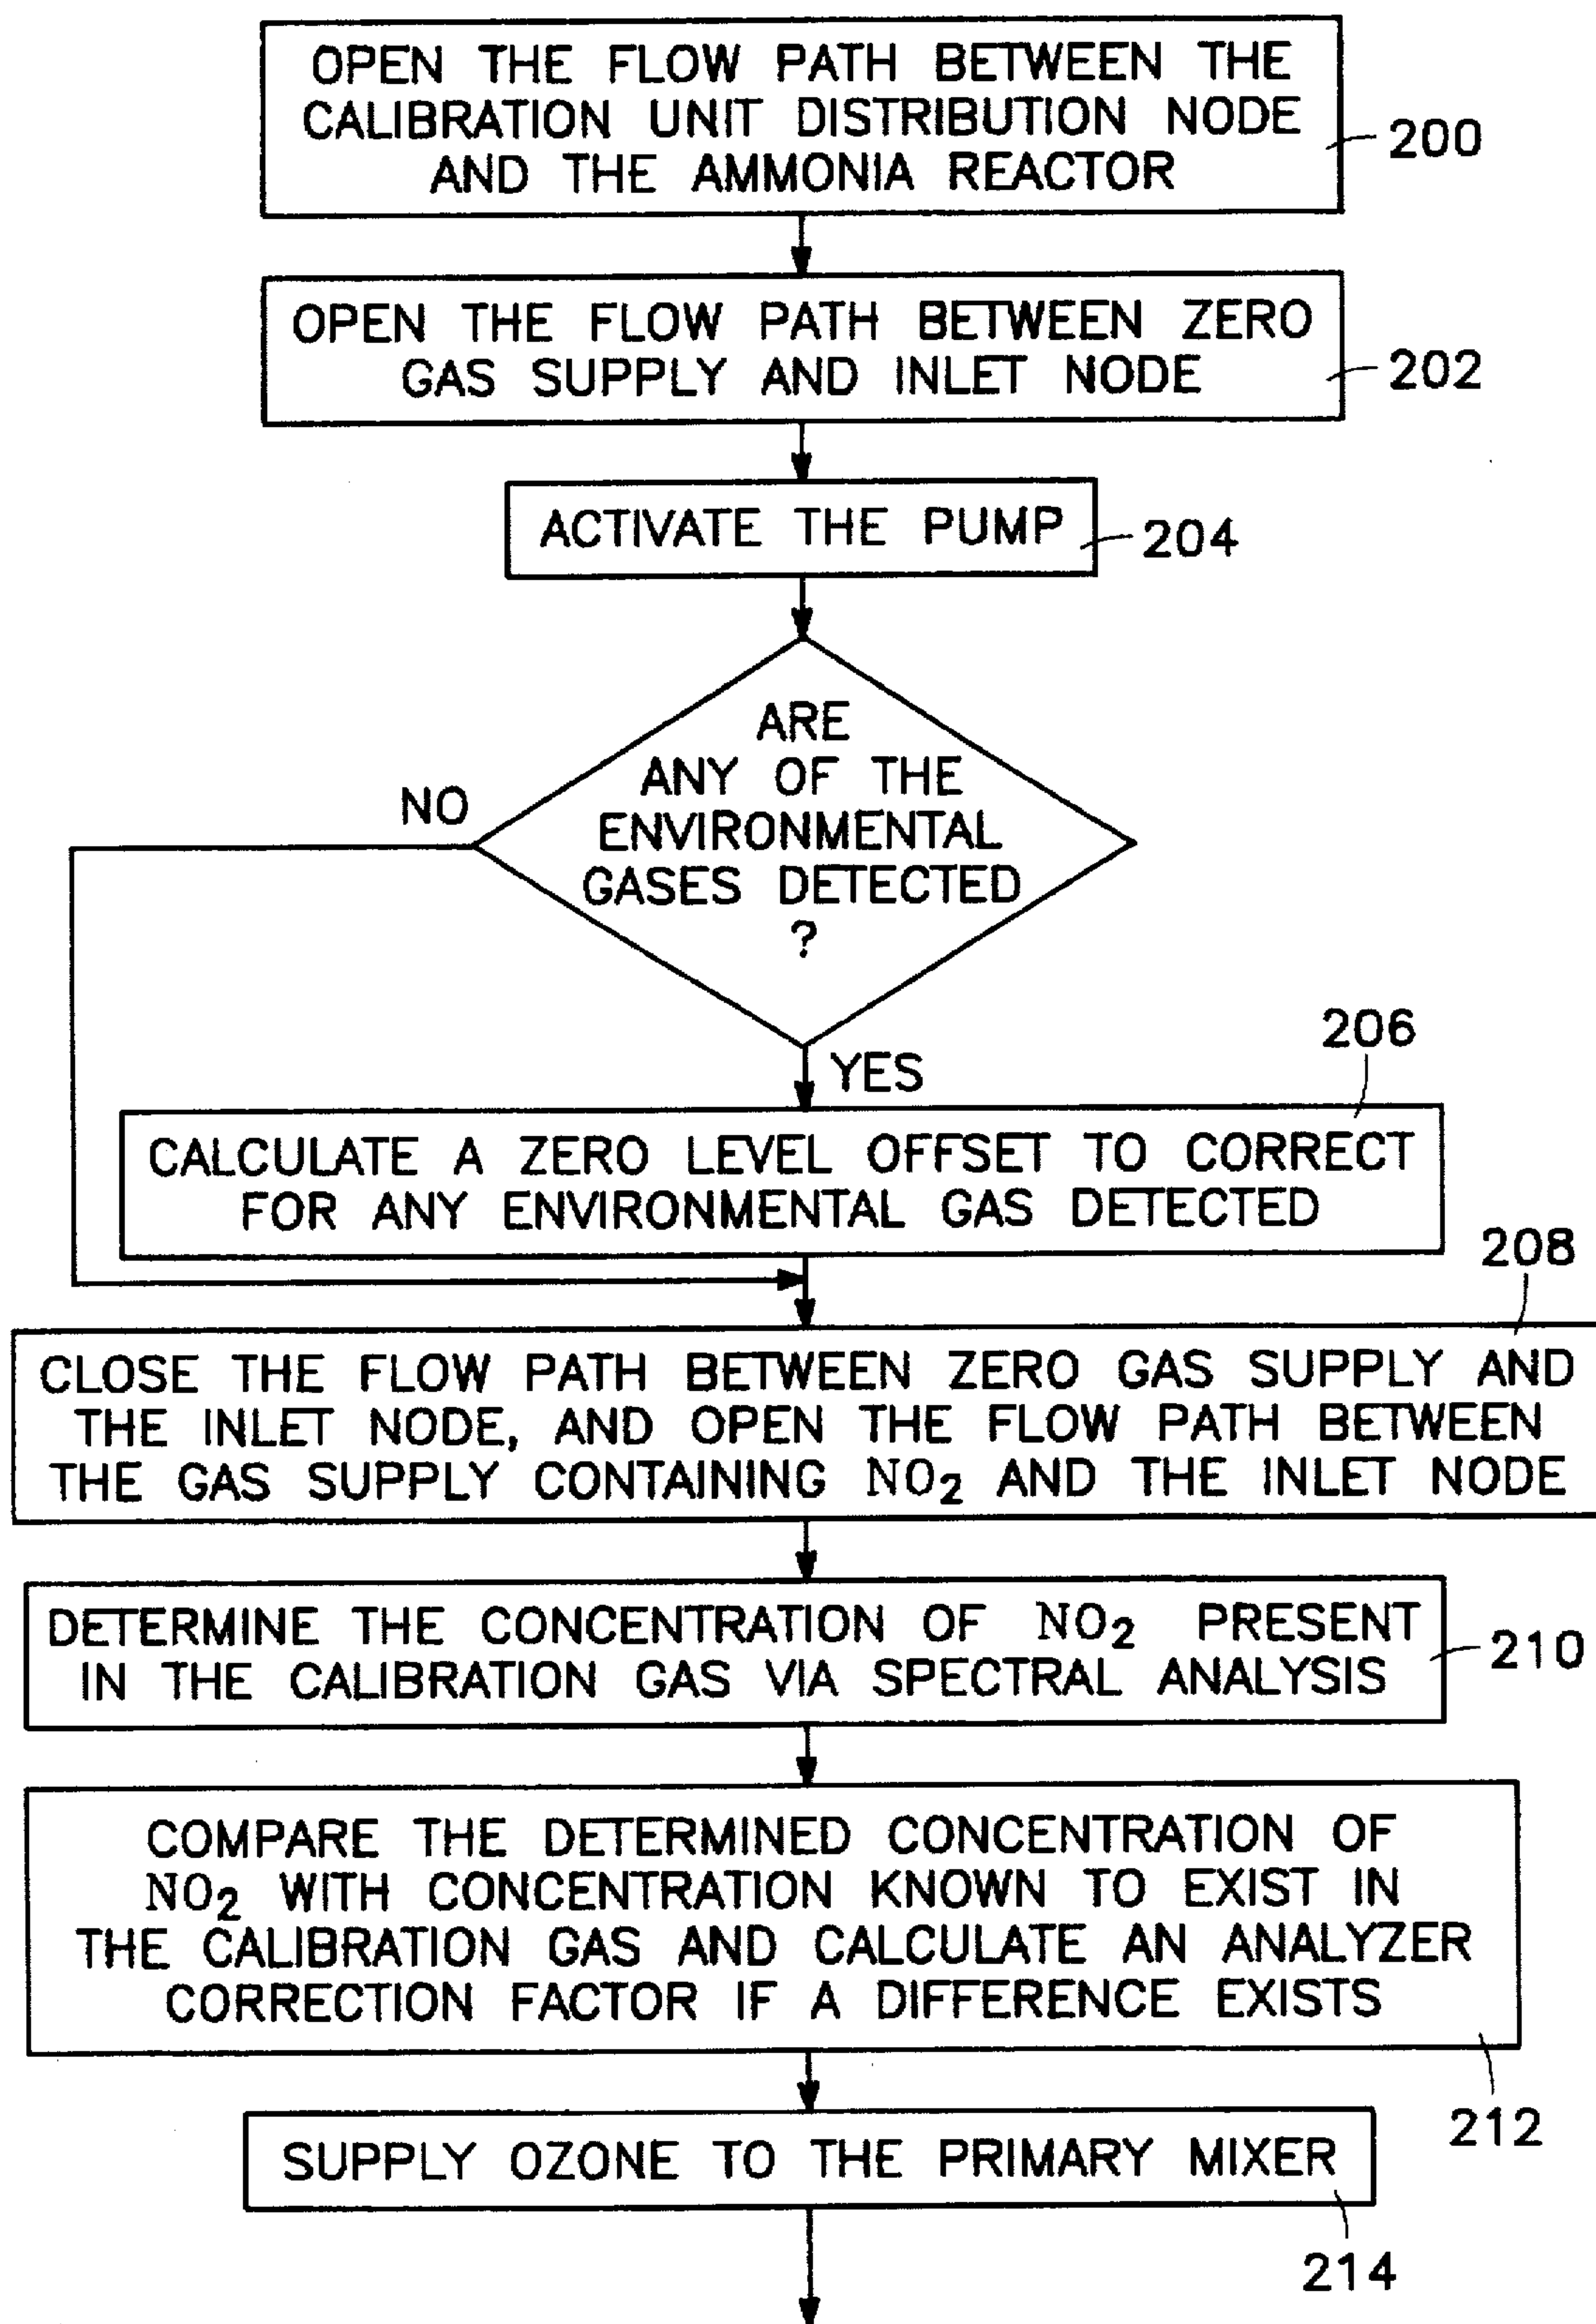 OPEN THE FLOW PATH BETWEEN THE
CALIBRATION UNIT DISTRIBUTION NODE
AND THE AMMONIA REACTOR
200
OPEN THE FLOW PATH BETWEEN ZERO
GAS SUPPLY AND INLET NODE
202
ACTIVATE THE PUMP
204
ARE
ANY OF THE
ENVIRONMENTAL
GASES DETECTED
?
NO
YES
206
CALCULATE A ZERO LEVEL OFFSET TO CORRECT
FOR ANY ENVIRONMENTAL GAS DETECTED
208
CLOSE THE FLOW PATH BETWEEN ZERO GAS SUPPLY AND
THE INLET NODE, AND OPEN THE FLOW PATH BETWEEN
THE GAS SUPPLY CONTAINING NO₂ AND THE INLET NODE
DETERMINE THE CONCENTRATION OF NO₂ PRESENT
IN THE CALIBRATION GAS VIA SPECTRAL ANALYSIS
210
COMPARE THE DETERMINED CONCENTRATION OF
NO₂ WITH CONCENTRATION KNOWN TO EXIST IN
THE CALIBRATION GAS AND CALCULATE AN ANALYZER
CORRECTION FACTOR IF A DIFFERENCE EXISTS
212
SUPPLY OZONE TO THE PRIMARY MIXER
214